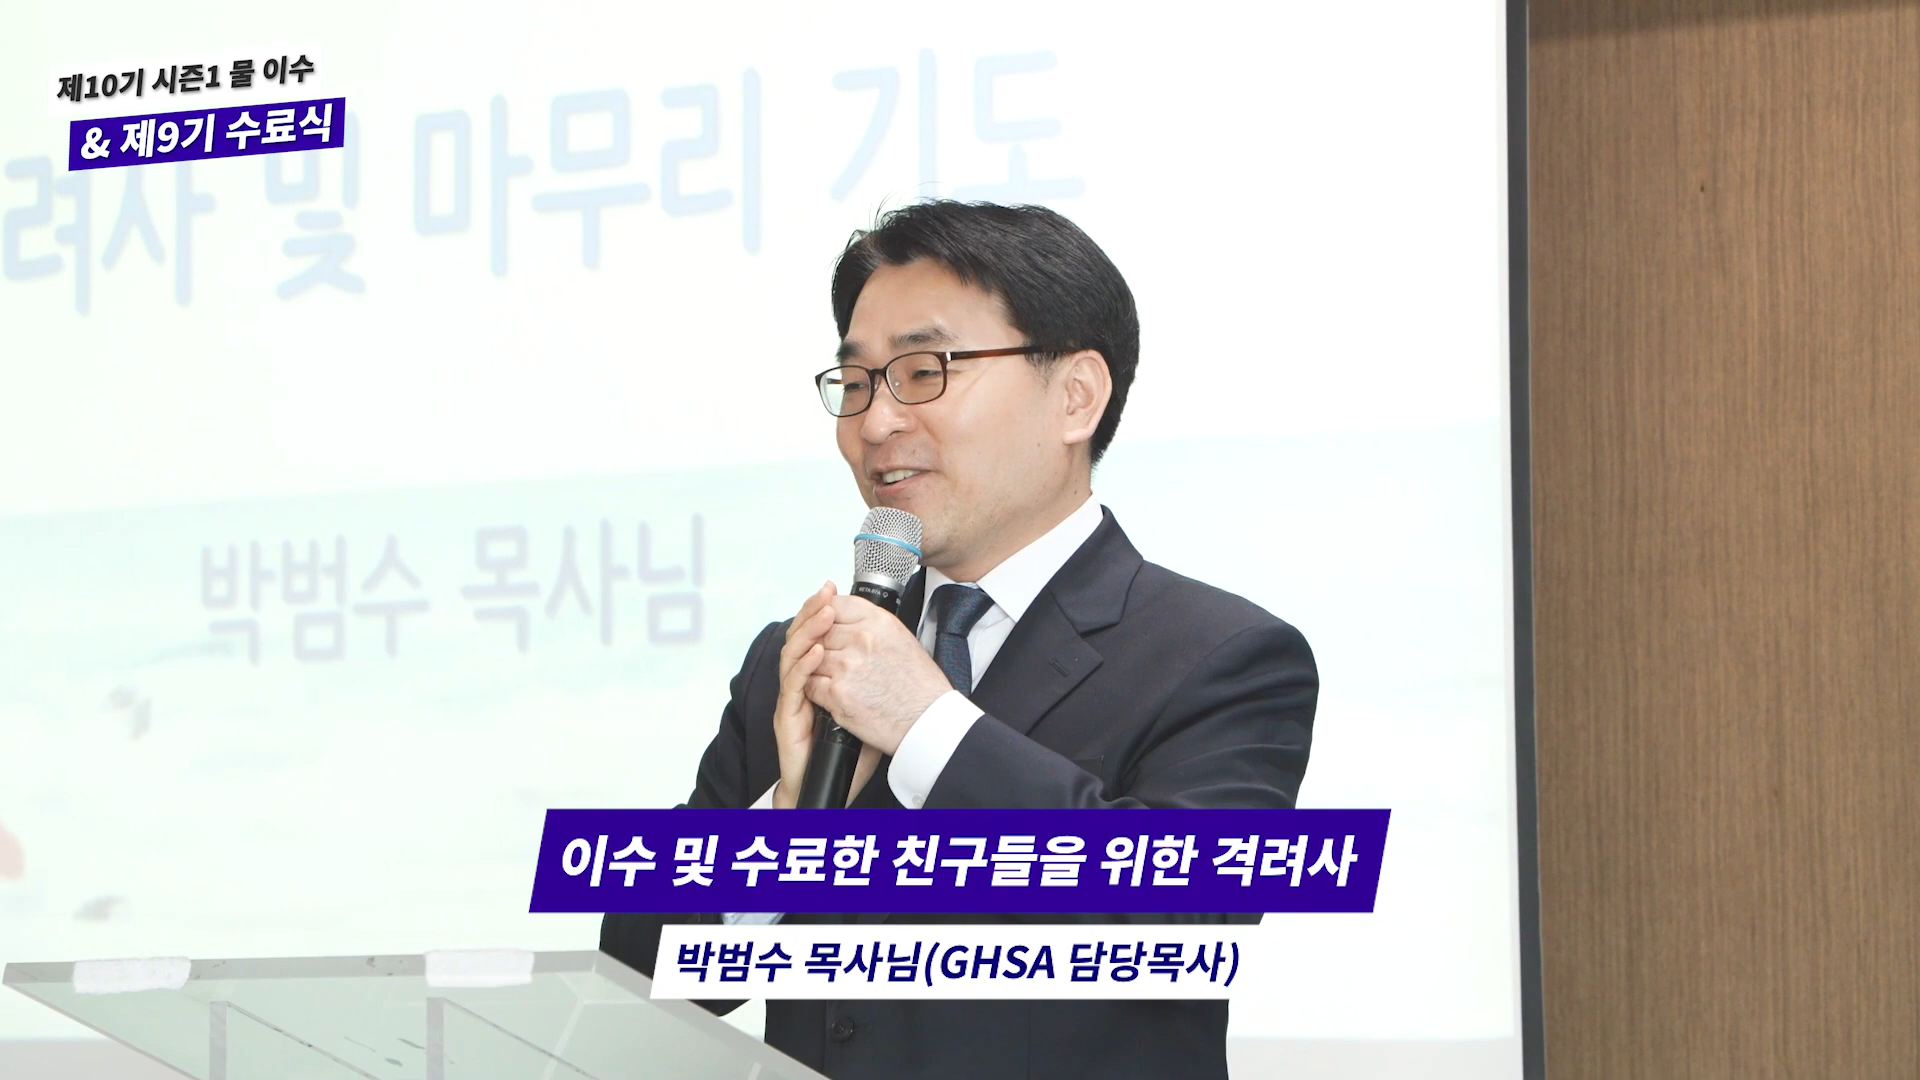 제10기 시즌1 물 이수
& 제9기 수료식
려사 및 마무리 기도
박범수 목사님
이수 및 수료한 친구들을 위한 격려사
박범수 목사님(GHSA 담당목사)